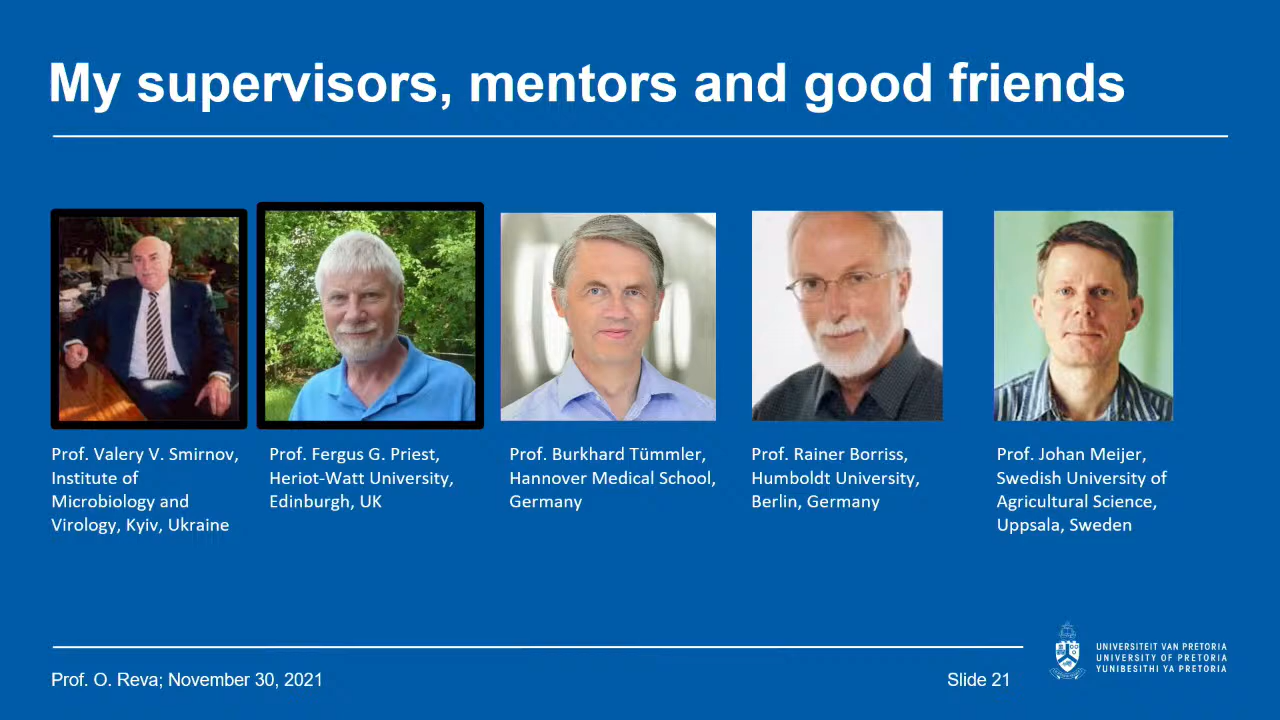 My supervisors, mentors and good friends
Prof. Valery V. Smirnov,
Institute of
Microbiology and
Virology, Kyiv, Ukraine
Prof. Fergus G. Priest,
Heriot-Watt University,
Edinburgh, UK
Prof. Burkhard Tümmler,
Hannover Medical School,
Germany
Prof. Rainer Borriss,
Humboldt University,
Berlin, Germany
Prof. Johan Meijer,
Swedish University of
Agricultural Science,
Uppsala, Sweden
Prof. O. Reva; November 30, 2021
Slide 21
UNIVERSITEIT VAN PRETORIA
UNIVERSITY OF PRETORIA
YUNIBESITHI YA PRETORIA